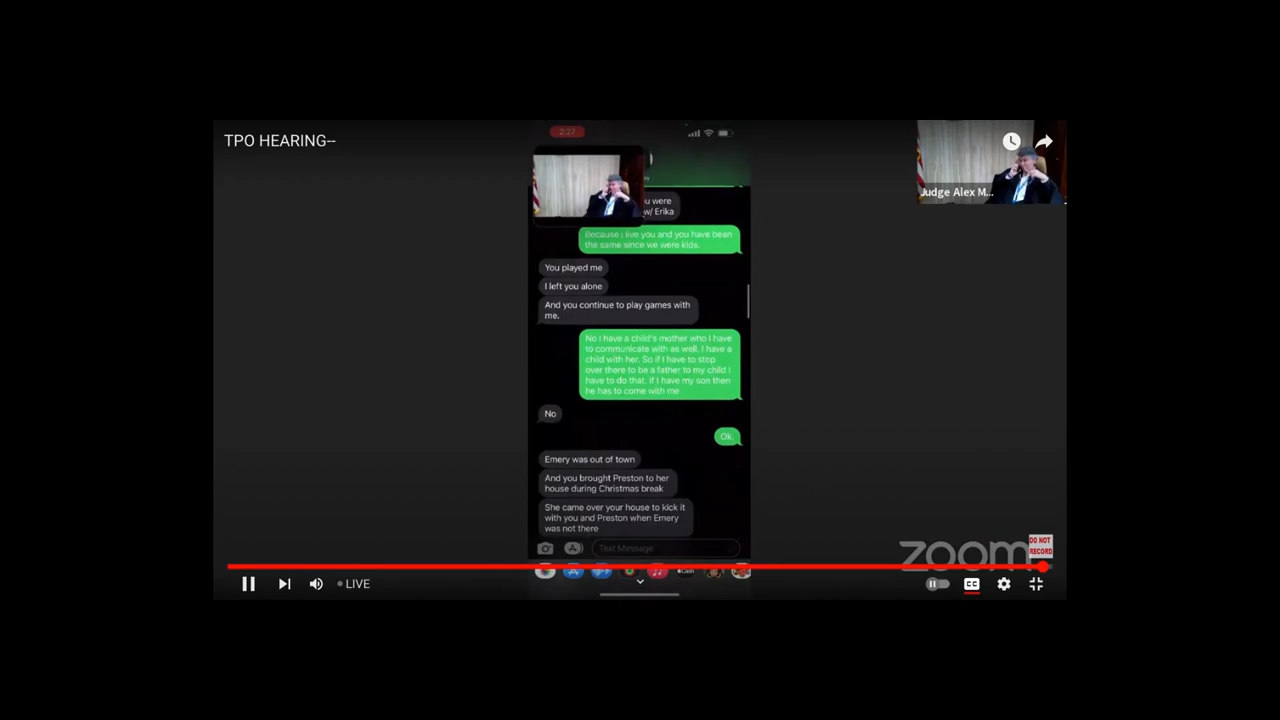 TPO HEARING--
2:27
Judge Alex M...
u were
w/ Erika
Because i live you and you have been
the same since we were kids.
You played me
I left you alone
And you continue to play games with
me.
No I have a child's mother who I have
to communicate with as well. I have a
child with her. So if I have to stop
over there to be a father to my child I
have to do that. If I have my son then
he has to come with me
No
Ok.
Emery was out of town
And you brought Preston to her
house during Christmas break
She came over your house to kick it
with you and Preston when Emery
was not there
Text Message
Cash
zoom
DO NOT
RECORD
LIVE
CC